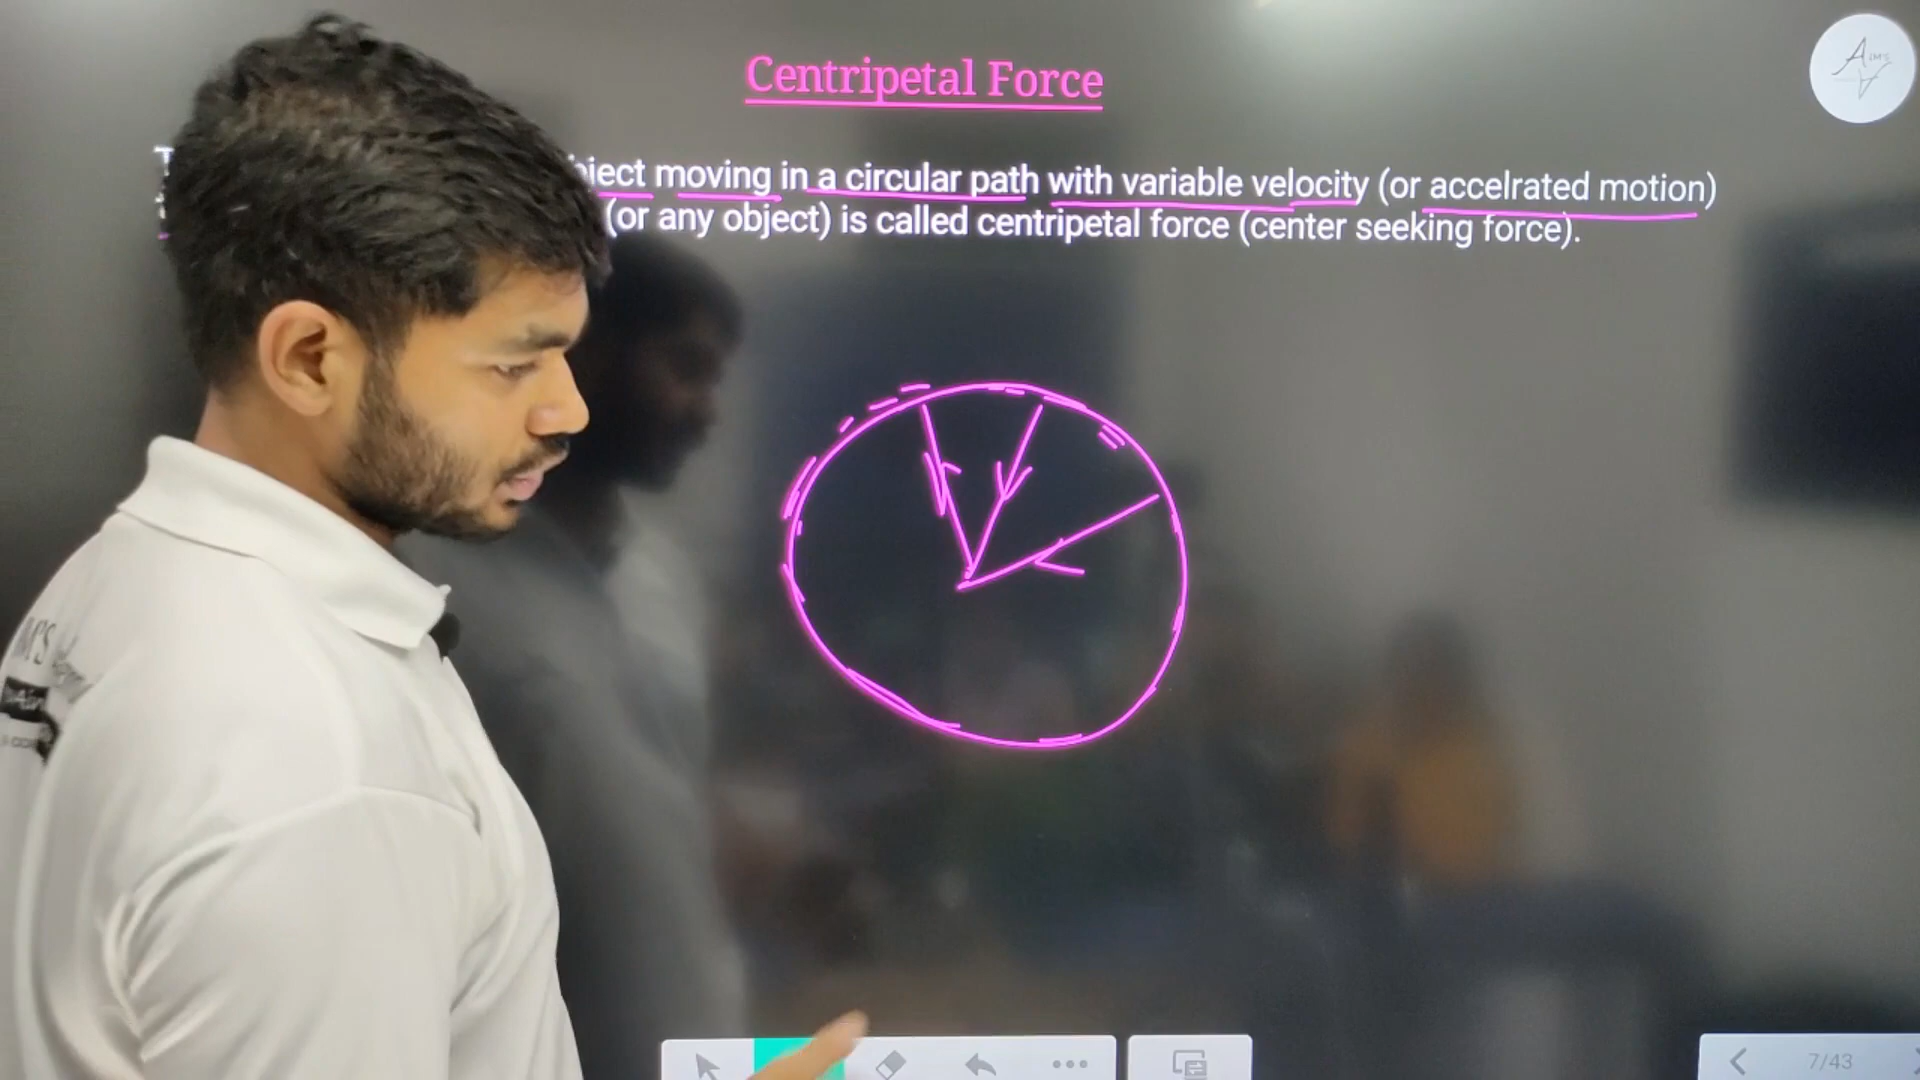 Centripetal Force
moving in a circular path with variable velocity (or accelrated motion)
(or any object) is called centripetal force (center seeking force).
7/43